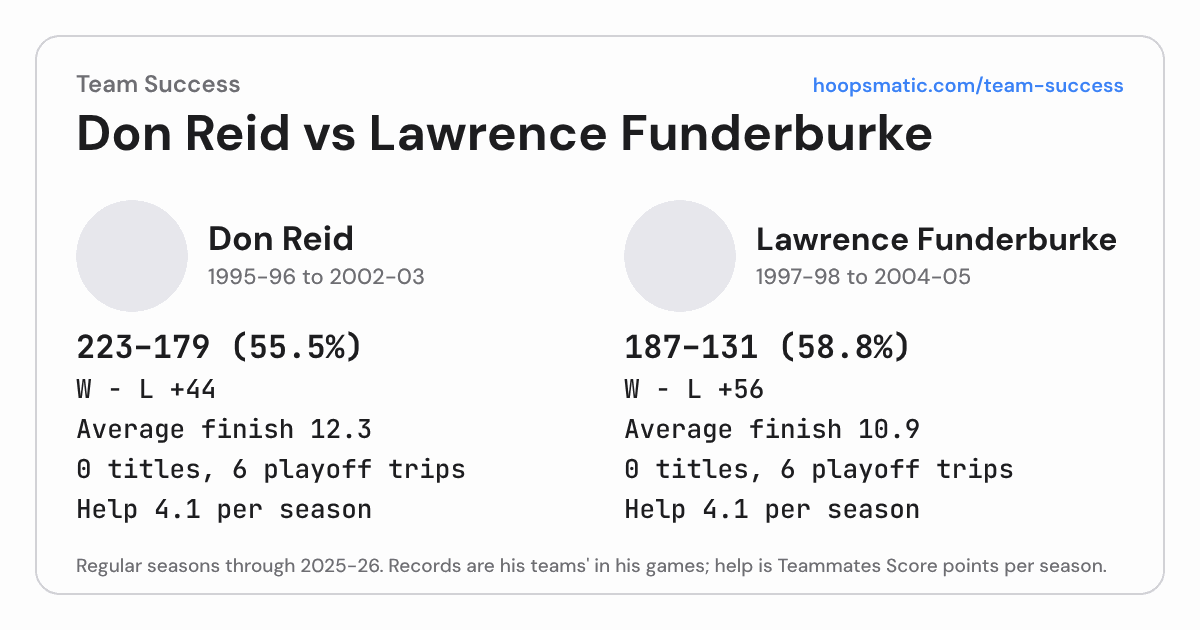 Team Success
hoopsmatic.com/team-success
Don Reid vs Lawrence Funderburke
Don Reid
1995-96 to 2002-03
223-179 (55.5%)
W - L +44
Average finish 12.3
0 titles, 6 playoff trips
Help 4.1 per season
Lawrence Funderburke
1997-98 to 2004-05
187-131 (58.8%)
W - L +56
Average finish 10.9
0 titles, 6 playoff trips
Help 4.1 per season
Regular seasons through 2025-26. Records are his teams' in his games; help is Teammates Score points per season.